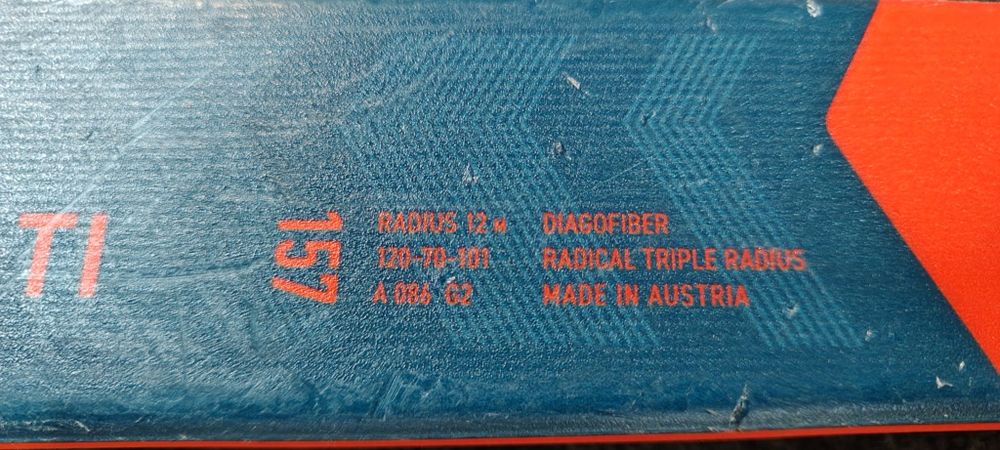 TI
157
RADIUS 12 M
120-70-101
A 086 G2
DIAGOFIBER
RADICAL TRIPLE RADIUS
MADE IN AUSTRIA